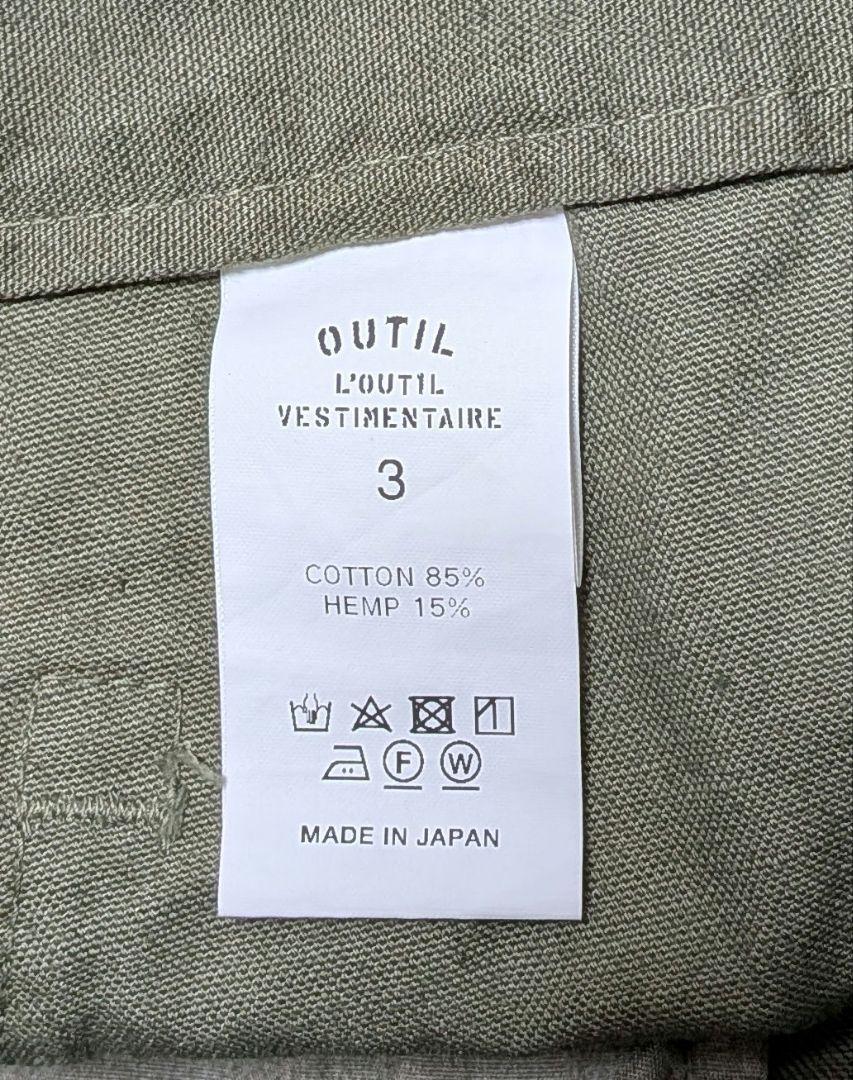 OUTIL
L'OUTIL
VESTIMENTAIRE
3
COTTON 85%
HEMP 15%
F W
MADE IN JAPAN